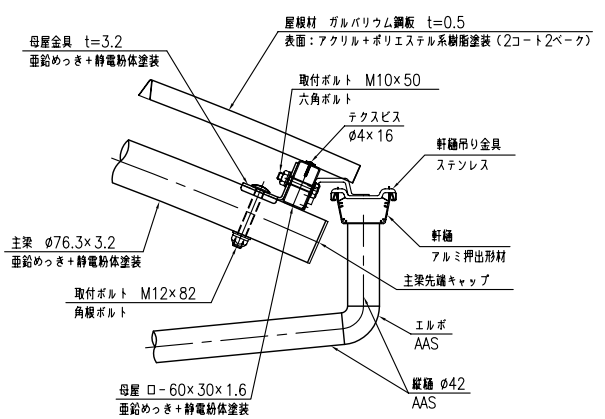 屋根材 ガルバリウム鋼板 t=0.5
表面：アクリル＋ポリエステル系樹脂塗装（2コート2ベーク）
母屋金具 t=3.2
亜鉛めっき＋静電粉体塗装
取付ボルト M10×50
六角ボルト
テクスビス
φ4×16
軒樋吊り金具
ステンレス
主梁 φ76.3×3.2
亜鉛めっき＋静電粉体塗装
軒樋
アルミ押出形材
主梁先端キャップ
取付ボルト M12×82
角根ボルト
エルボ
AAS
縦樋 φ42
AAS
母屋 ロ－60×30×1.6
亜鉛めっき＋静電粉体塗装